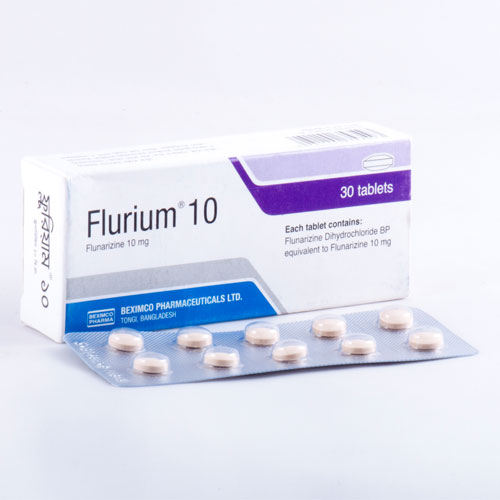 Flurium® 10
Flunarizine 10 mg
30 tablets
Each tablet contains:
Flunarizine Dihydrochloride BP
equivalent to Flunarizine 10 mg
BEXIMCO
PHARMA
BEXIMCO PHARMACEUTICALS LTD.
TONGI, BANGLADESH
ফ্লুরিয়াম® ১০